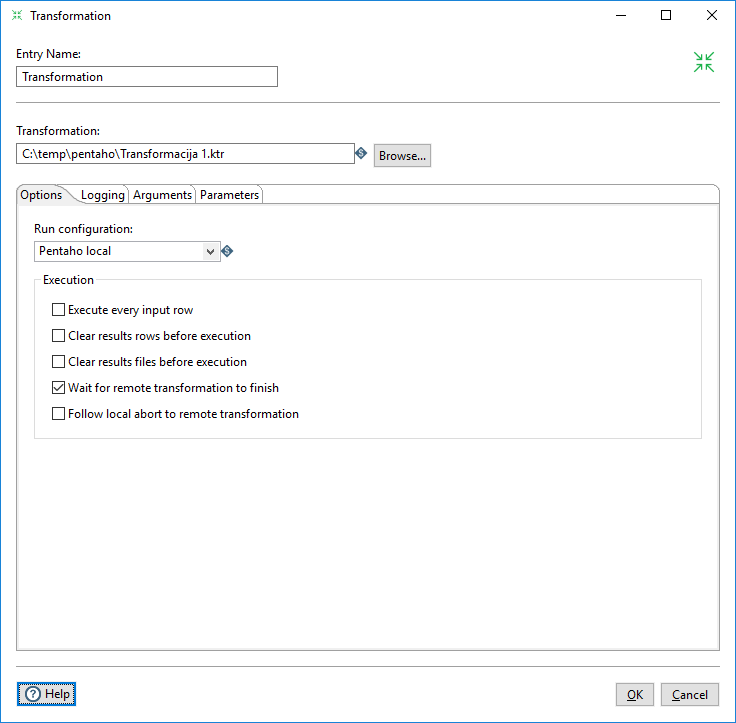 Transformation
Entry Name:
Transformation
Transformation:
C:\temp\pentaho\Transformacija 1.ktr
Browse...
Options Logging Arguments Parameters
Run configuration:
Pentaho local
Execution
Execute every input row
Clear results rows before execution
Clear results files before execution
Wait for remote transformation to finish
Follow local abort to remote transformation
Help OK Cancel